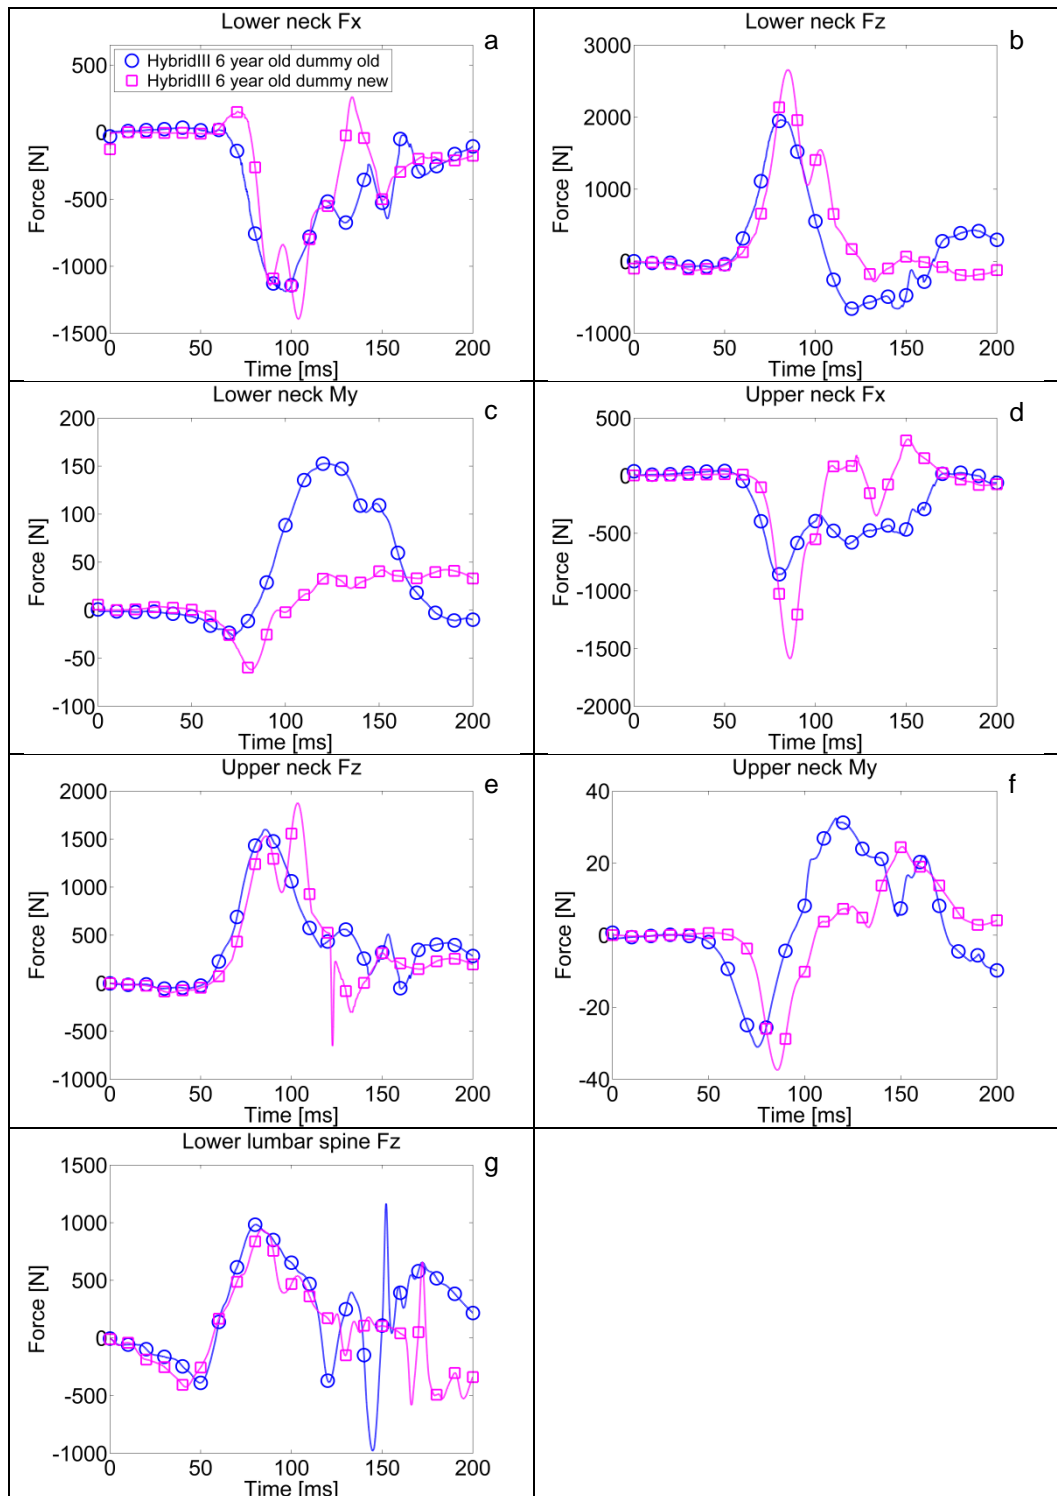 Lower neck Fx
a
HybridIII 6 year old dummy old
HybridIII 6 year old dummy new
500
0
-500
-1000
-1500
Force [N]
0 50 100 150 200
Time [ms]
Lower neck Fz
b
3000
2000
1000
0
-1000
Force [N]
0 50 100 150 200
Time [ms]
Lower neck My
c
200
150
100
50
0
-50
-100
Force [N]
0 50 100 150 200
Time [ms]
Upper neck Fx
d
500
0
-500
-1000
-1500
-2000
Force [N]
0 50 100 150 200
Time [ms]
Upper neck Fz
e
2000
1500
1000
500
0
-500
-1000
Force [N]
0 50 100 150 200
Time [ms]
Upper neck My
f
40
20
0
-20
-40
Force [N]
0 50 100 150 200
Time [ms]
Lower lumbar spine Fz
g
1500
1000
500
0
-500
-1000
Force [N]
0 50 100 150 200
Time [ms]